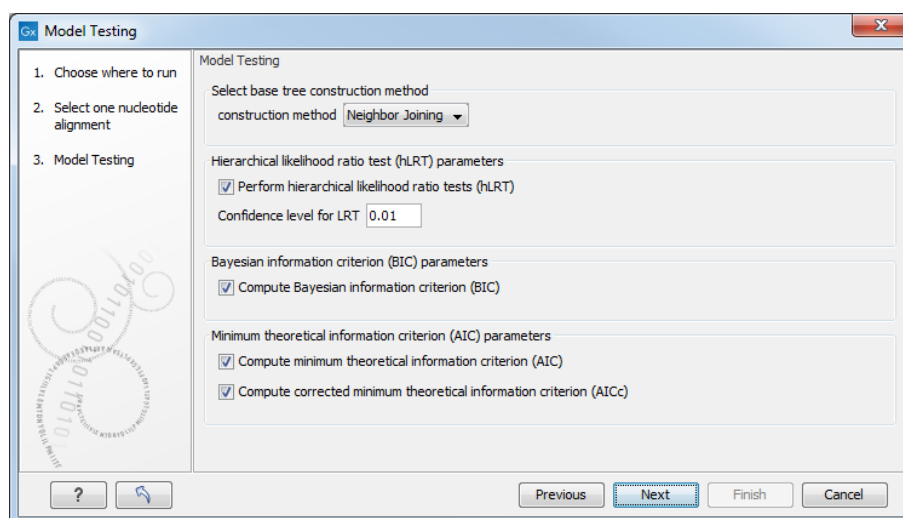 Gx Model Testing
1. Choose where to run
2. Select one nucleotide
alignment
3. Model Testing
Model Testing
Select base tree construction method
construction method Neighbor Joining
Hierarchical likelihood ratio test (hLRT) parameters
Perform hierarchical likelihood ratio tests (hLRT)
Confidence level for LRT 0.01
Bayesian information criterion (BIC) parameters
Compute Bayesian information criterion (BIC)
Minimum theoretical information criterion (AIC) parameters
Compute minimum theoretical information criterion (AIC)
Compute corrected minimum theoretical information criterion (AICc)
? Previous Next Finish Cancel